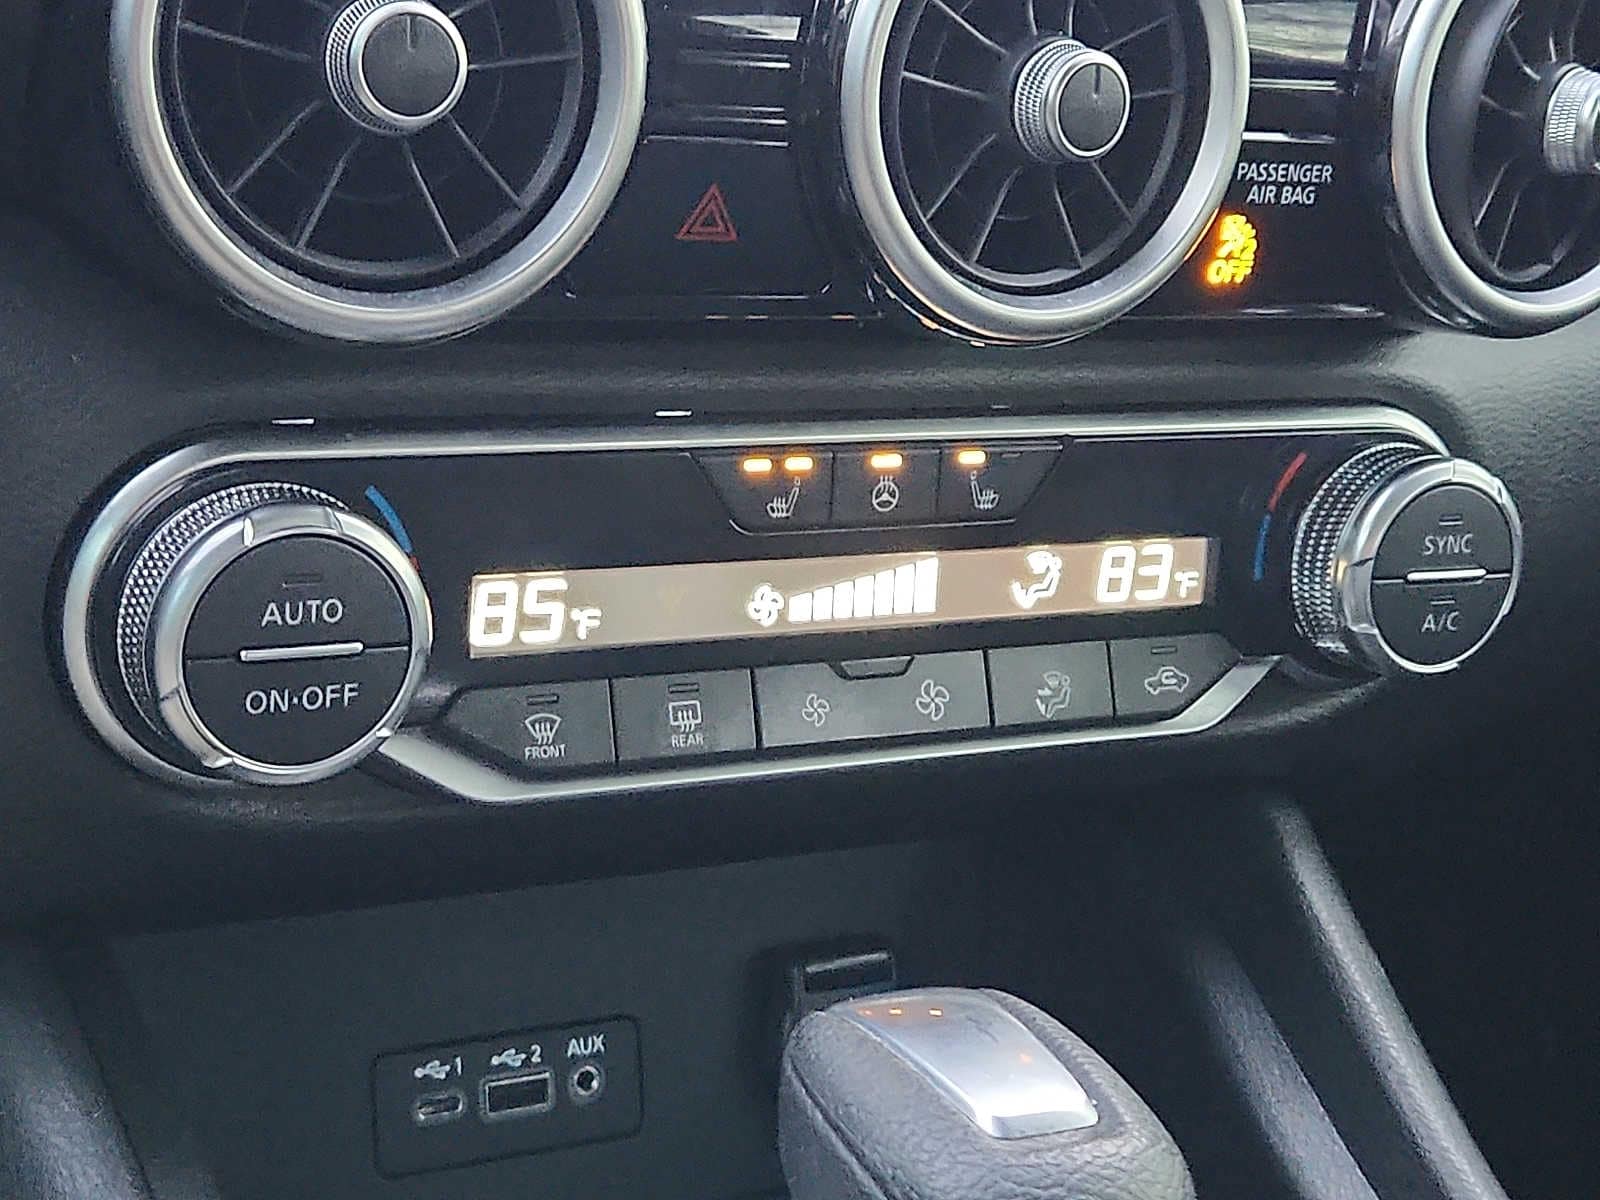 PASSENGER
AIR BAG
OFF
AUTO
ON·OFF
85°F
83°F
SYNC
A/C
FRONT
REAR
1
2
AUX